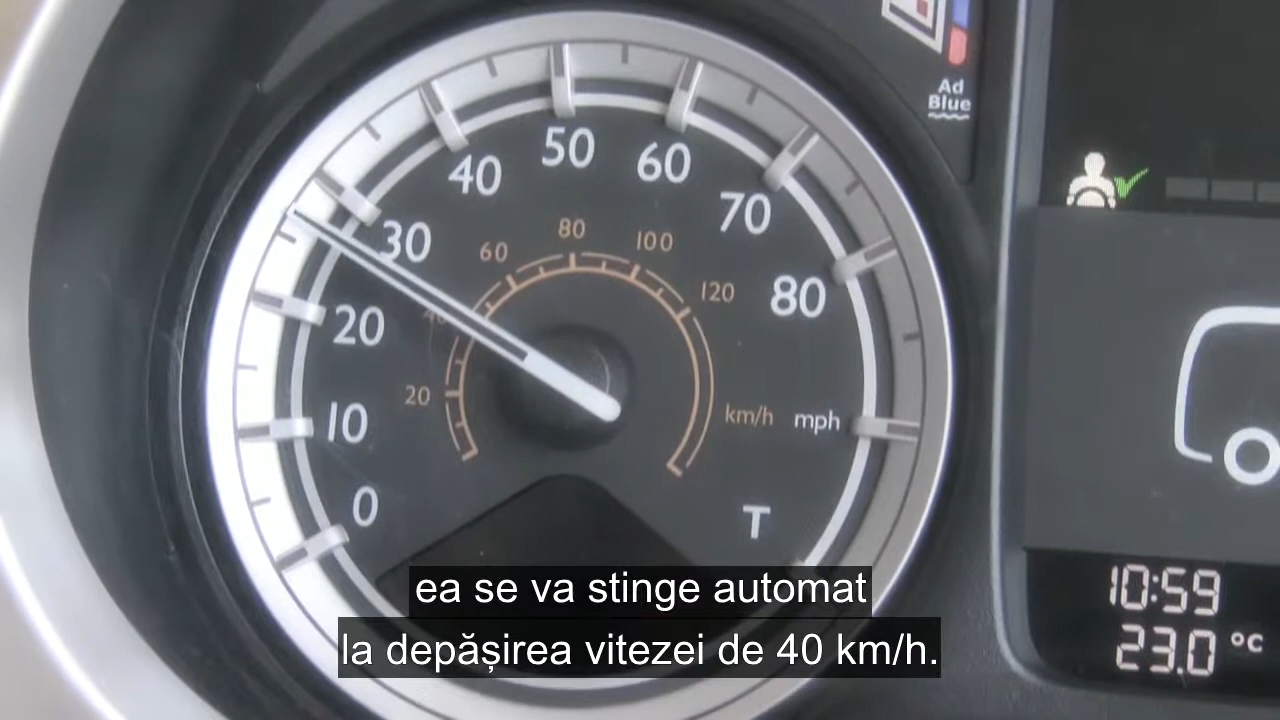 Ad
Blue
0
10
20
30
40
50
60
70
80
20
40
60
80
100
120
km/h
mph
T
10:59
23.0 °C
ea se va stinge automat
la depășirea vitezei de 40 km/h.